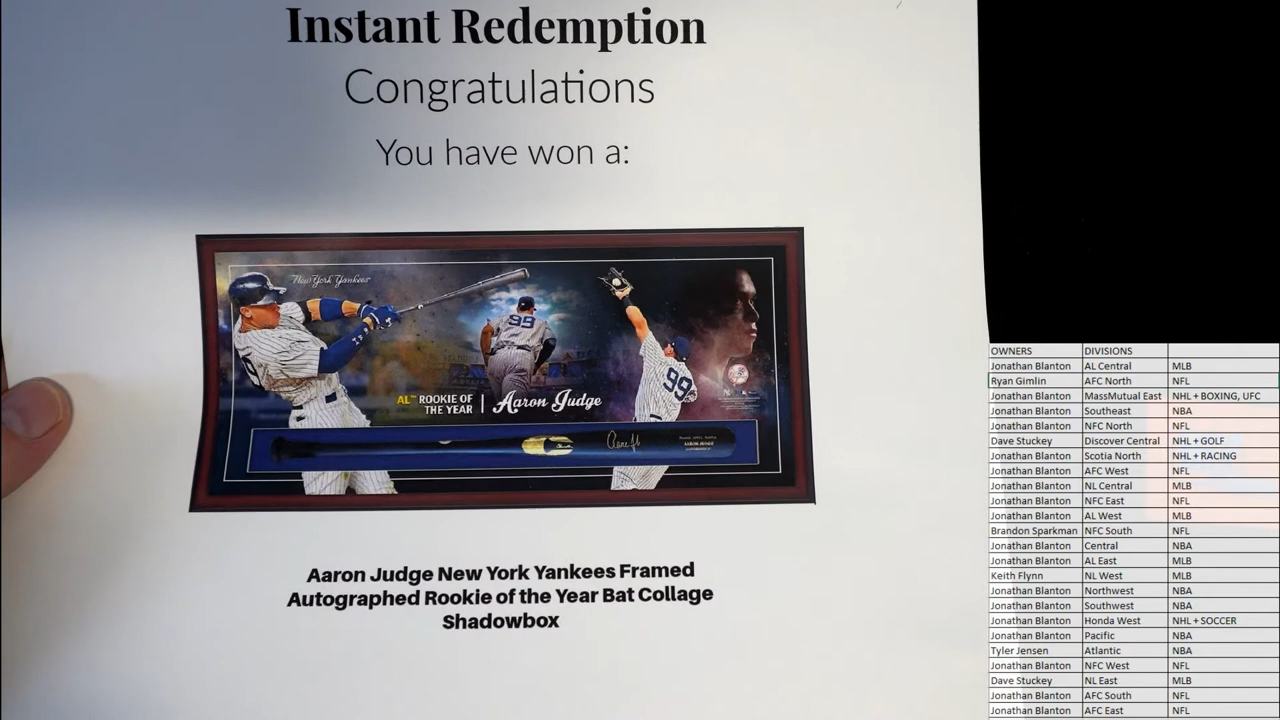 Instant Redemption
Congratulations
You have won a:
New York Yankees
99
99
AL™ ROOKIE OF
THE YEAR | Aaron Judge
AARON JUDGE
Aaron Judge New York Yankees Framed
Autographed Rookie of the Year Bat Collage
Shadowbox
OWNERS DIVISIONS
Jonathan Blanton AL Central MLB
Ryan Gimlin AFC North NFL
Jonathan Blanton MassMutual East NHL + BOXING, UFC
Jonathan Blanton Southeast NBA
Jonathan Blanton NFC North NFL
Dave Stuckey Discover Central NHL + GOLF
Jonathan Blanton Scotia North NHL + RACING
Jonathan Blanton AFC West NFL
Jonathan Blanton NL Central MLB
Jonathan Blanton NFC East NFL
Jonathan Blanton AL West MLB
Brandon Sparkman NFC South NFL
Jonathan Blanton Central NBA
Jonathan Blanton AL East MLB
Keith Flynn NL West MLB
Jonathan Blanton Northwest NBA
Jonathan Blanton Southwest NBA
Jonathan Blanton Honda West NHL + SOCCER
Jonathan Blanton Pacific NBA
Tyler Jensen Atlantic NBA
Jonathan Blanton NFC West NFL
Dave Stuckey NL East MLB
Jonathan Blanton AFC South NFL
Jonathan Blanton AFC East NFL